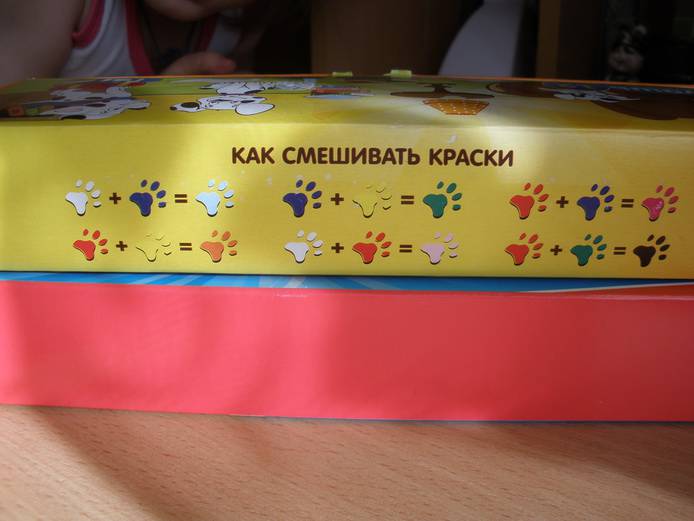 КАК СМЕШИВАТЬ КРАСКИ
+ = + = + =
+ = + = + =